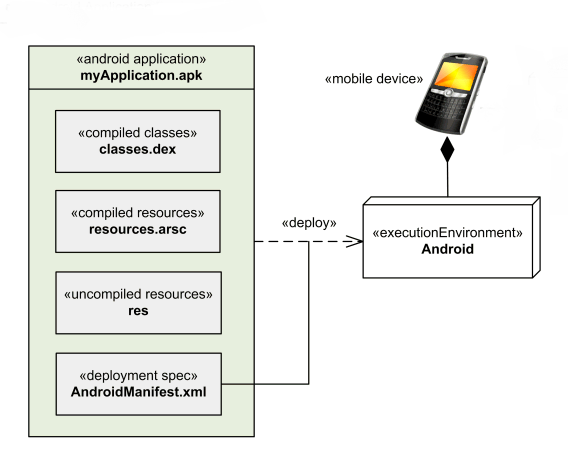 «android application»
myApplication.apk
«compiled classes»
classes.dex
«compiled resources»
resources.arsc
«uncompiled resources»
res
«deployment spec»
AndroidManifest.xml
«deploy»
«mobile device»
«executionEnvironment»
Android